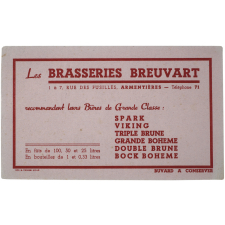 Les BRASSERIES BREUVART
1 à 7, RUE DES FUSILLÉS, ARMENTIÈRES — Téléphone 71
recommandent leurs Bières de Grande Classe :
SPARK
VIKING
TRIPLE BRUNE
GRANDE BOHEME
DOUBLE BRUNE
BOCK BOHEME
En fûts de 100, 50 et 25 litres
En bouteilles de 1 et 0,33 litres
BUVARD A CONSERVER